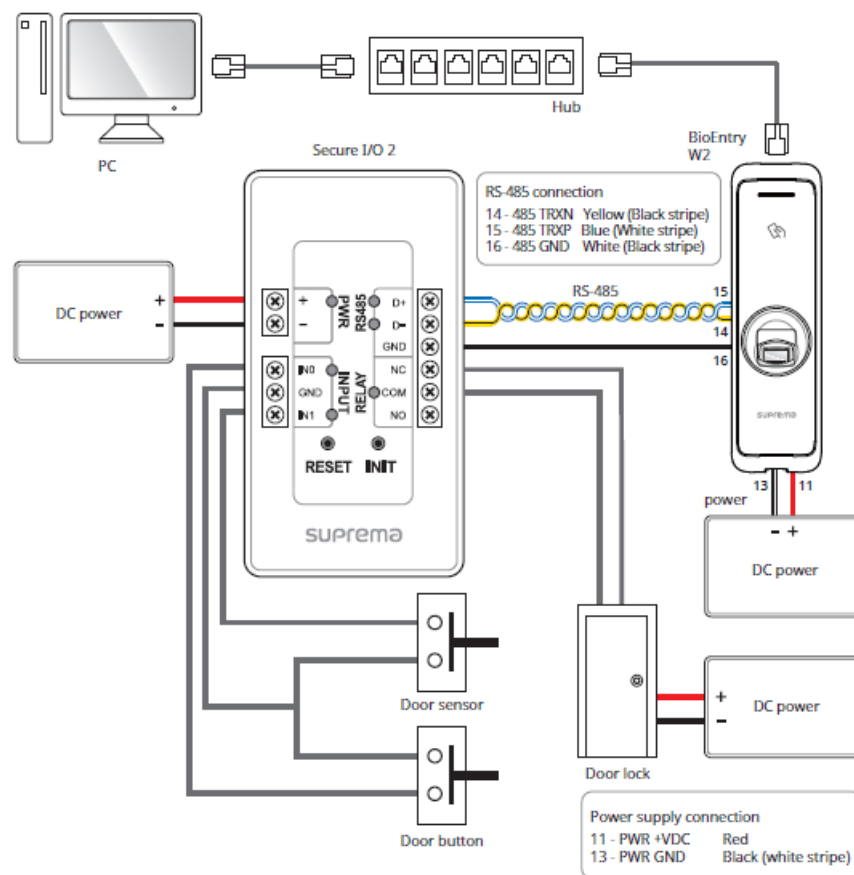 Hub
PC
BioEntry
W2
Secure I/O 2
RS-485 connection
14 - 485 TRXN Yellow (Black stripe)
15 - 485 TRXP Blue (White stripe)
16 - 485 GND White (Black stripe)
DC power
+
-
+
-
PWR
RS485
D+
D-
GND
IN0
GND
IN1
INPUT
RELAY
NC
COM
NO
RESET INIT
suprema
RS-485
15
14
16
suprema
13
11
power
- +
DC power
Door sensor
Door button
Door lock
+
-
DC power
Power supply connection
11 - PWR +VDC Red
13 - PWR GND Black (white stripe)